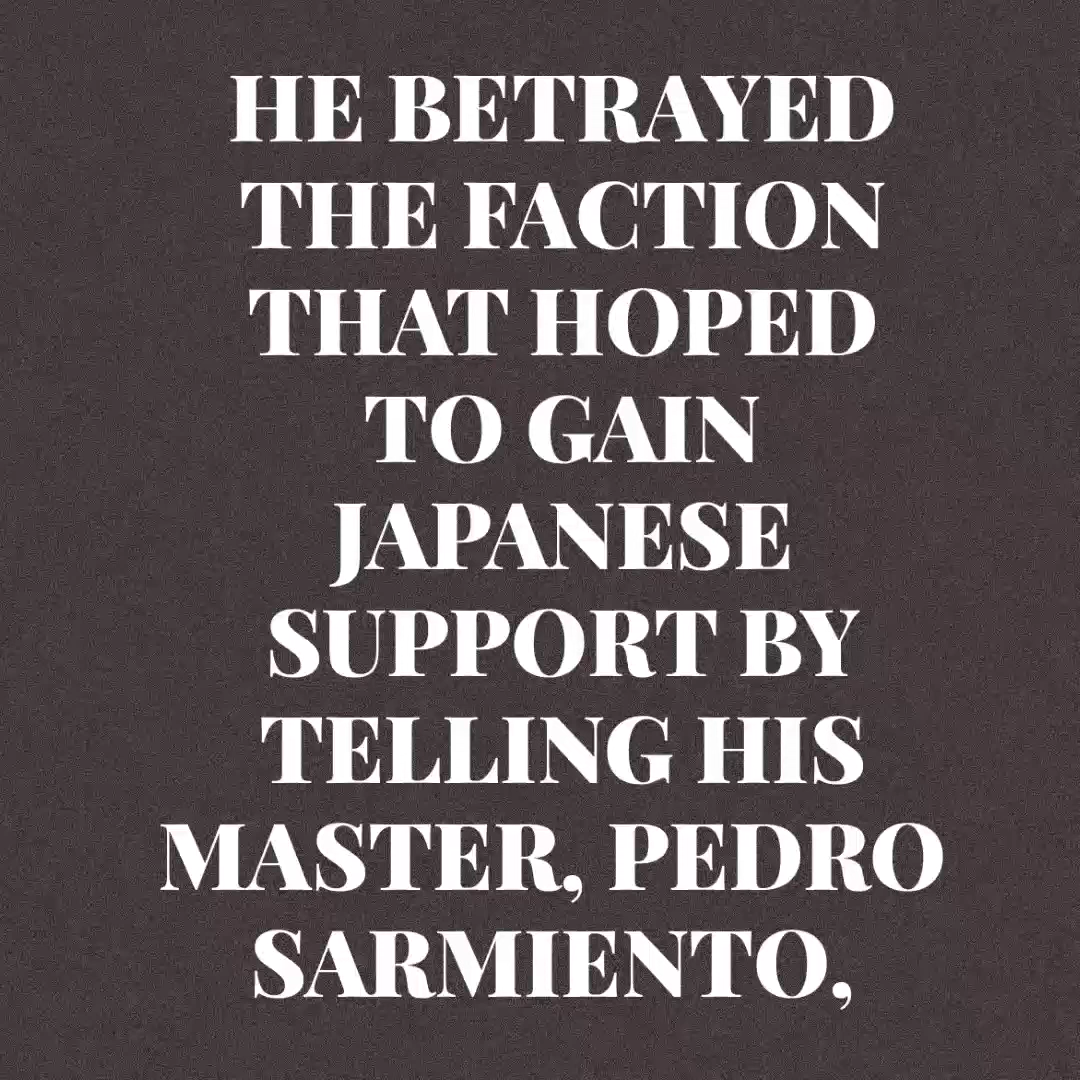 HE BETRAYED
THE FACTION
THAT HOPED
TO GAIN
JAPANESE
SUPPORT BY
TELLING HIS
MASTER, PEDRO
SARMIENTO,